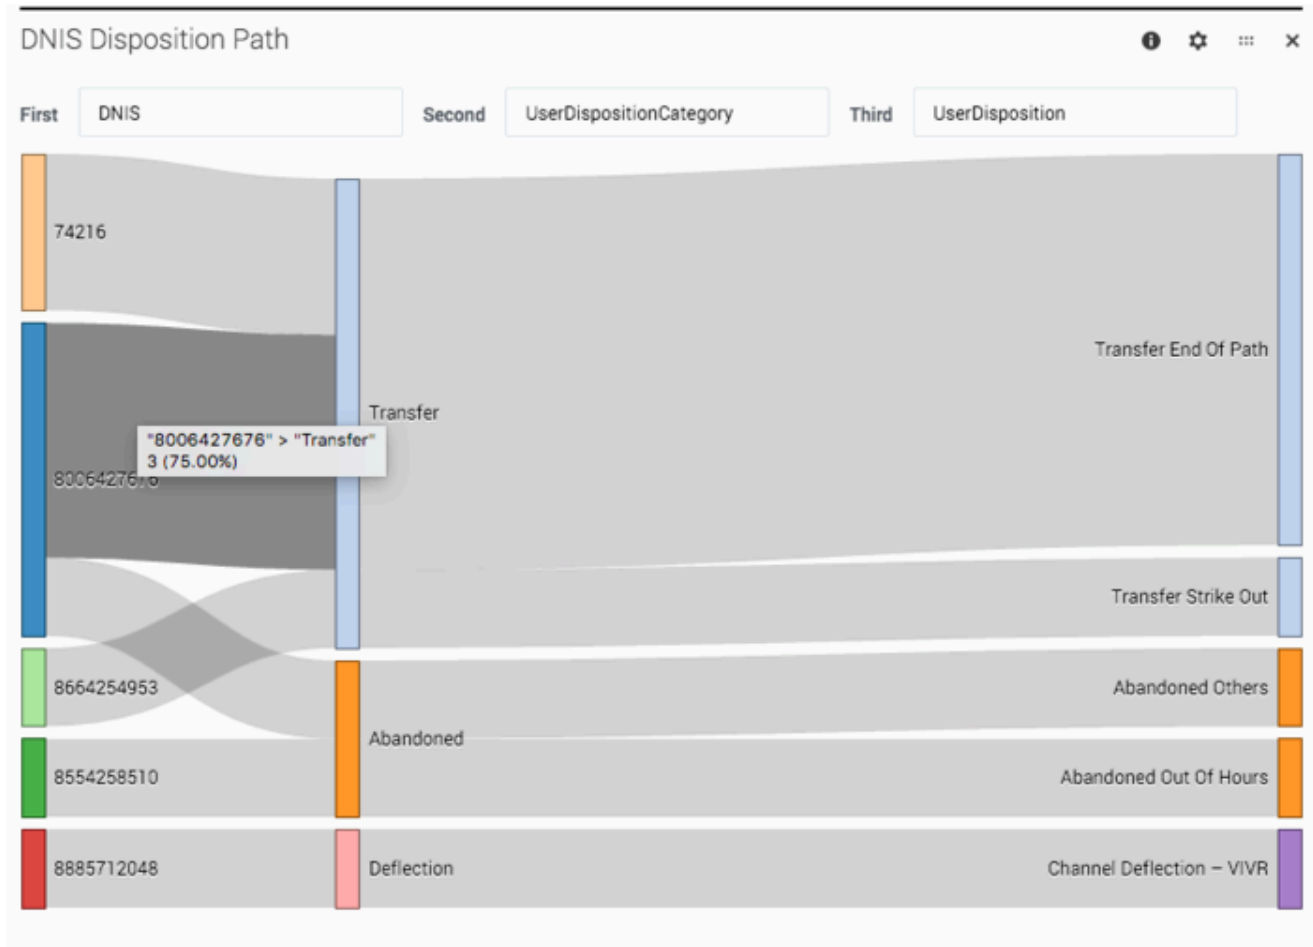 DNIS Disposition Path
First DNIS Second UserDispositionCategory Third UserDisposition
74216
Transfer End Of Path
Transfer
"8006427676" > "Transfer"
3 (75.00%)
8006427676
Transfer Strike Out
8664254953
Abandoned Others
Abandoned
8554258510
Abandoned Out Of Hours
8885712048
Deflection
Channel Deflection – VIVR